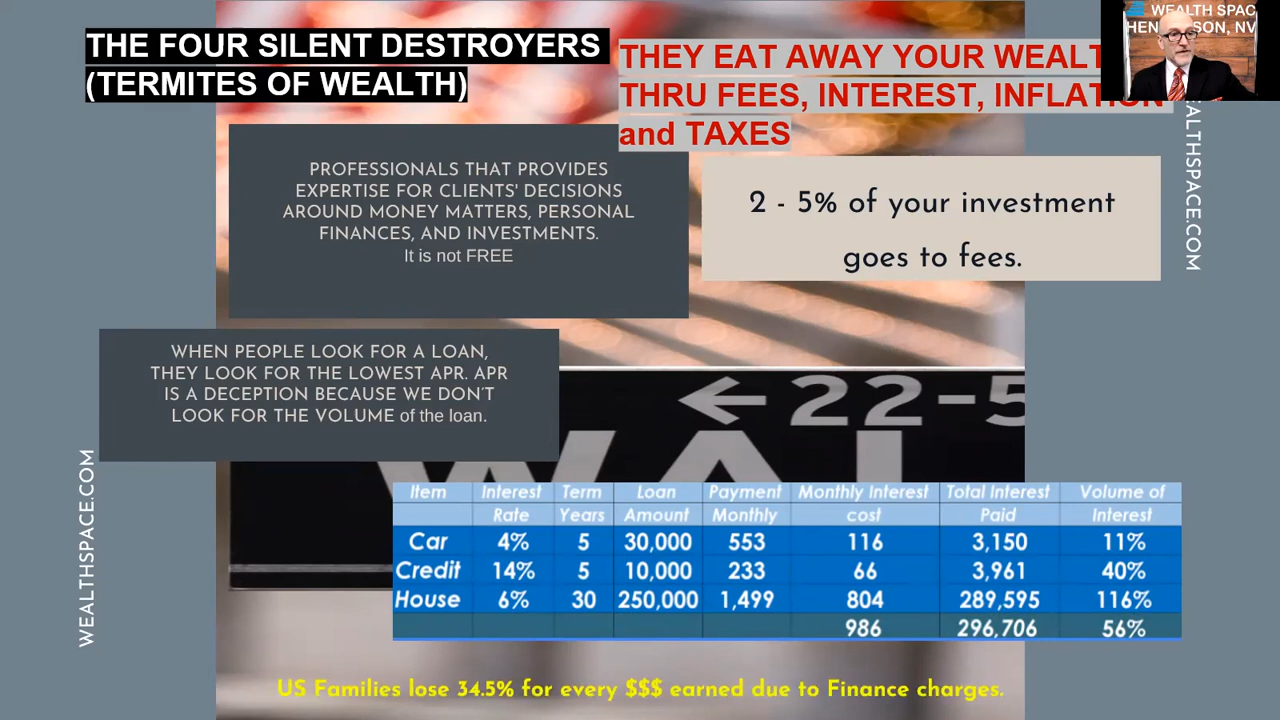 THE FOUR SILENT DESTROYERS
(TERMITES OF WEALTH)
THEY EAT AWAY YOUR WEALT
THRU FEES, INTEREST, INFLATION
and TAXES
WEALTH SPAC
HEN SON, NV
PROFESSIONALS THAT PROVIDES
EXPERTISE FOR CLIENTS' DECISIONS
AROUND MONEY MATTERS, PERSONAL
FINANCES, AND INVESTMENTS.
It is not FREE
2 - 5% of your investment
goes to fees.
ALTHSPACE.COM
WHEN PEOPLE LOOK FOR A LOAN,
THEY LOOK FOR THE LOWEST APR. APR
IS A DECEPTION BECAUSE WE DON'T
LOOK FOR THE VOLUME of the loan.
←22-5
WAL
WEALTHSPACE.COM
Item Interest Term Loan Payment Monthly Interest Total Interest Volume of
Rate Years Amount Monthly cost Paid Interest
Car 4% 5 30,000 553 116 3,150 11%
Credit 14% 5 10,000 233 66 3,961 40%
House 6% 30 250,000 1,499 804 289,595 116%
986 296,706 56%
US Families lose 34.5% for every $$$ earned due to Finance charges.